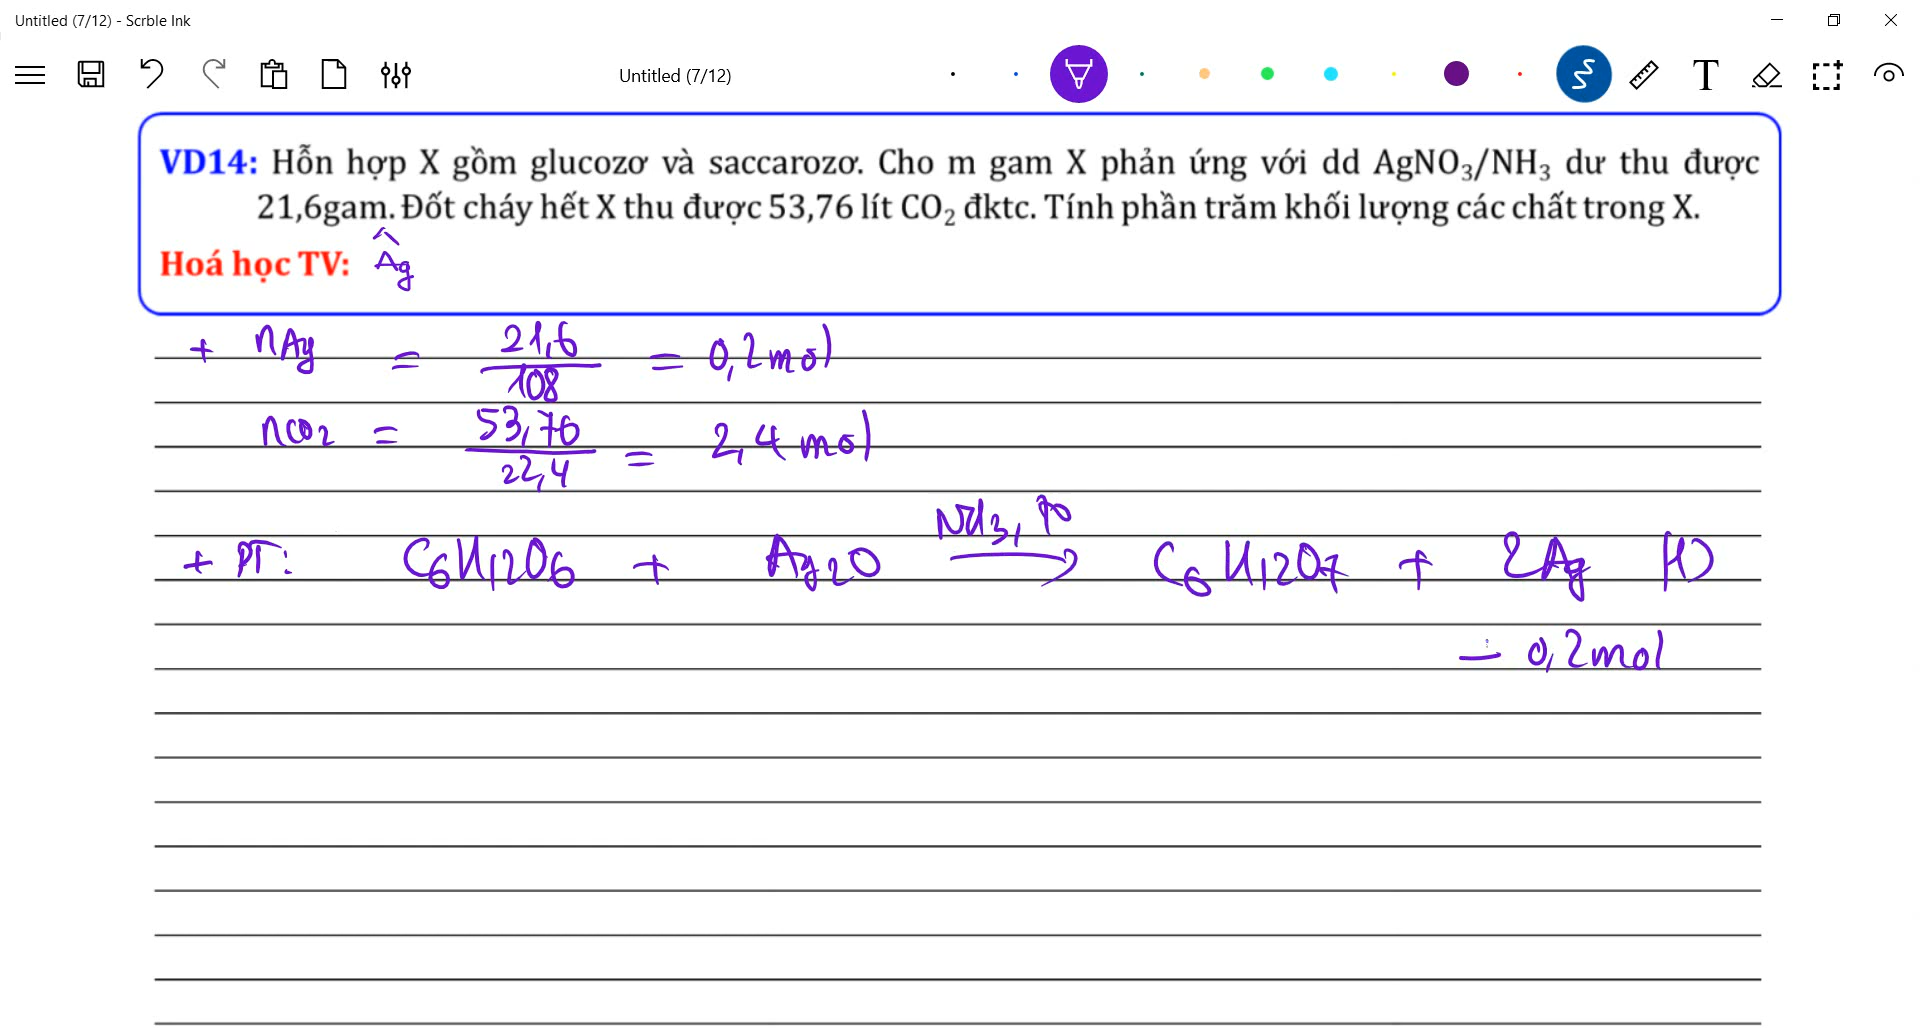 Untitled (7/12) - Scrble Ink
Untitled (7/12)
T
VD14: Hỗn hợp X gồm glucozơ và saccarozơ. Cho m gam X phản ứng với dd AgNO₃/NH₃ dư thu được
21,6gam. Đốt cháy hết X thu được 53,76 lít CO₂ đktc. Tính phần trăm khối lượng các chất trong X.
Hoá học TV: Ag
+ nAg = 21,6/108 = 0,2mol
nCO2 = 53,76/22,4 = 2,4 mol
NH3, t0
+ PT: C6H12O6 + Ag2O → C6H12O7 + 2Ag (1)
0,2mol